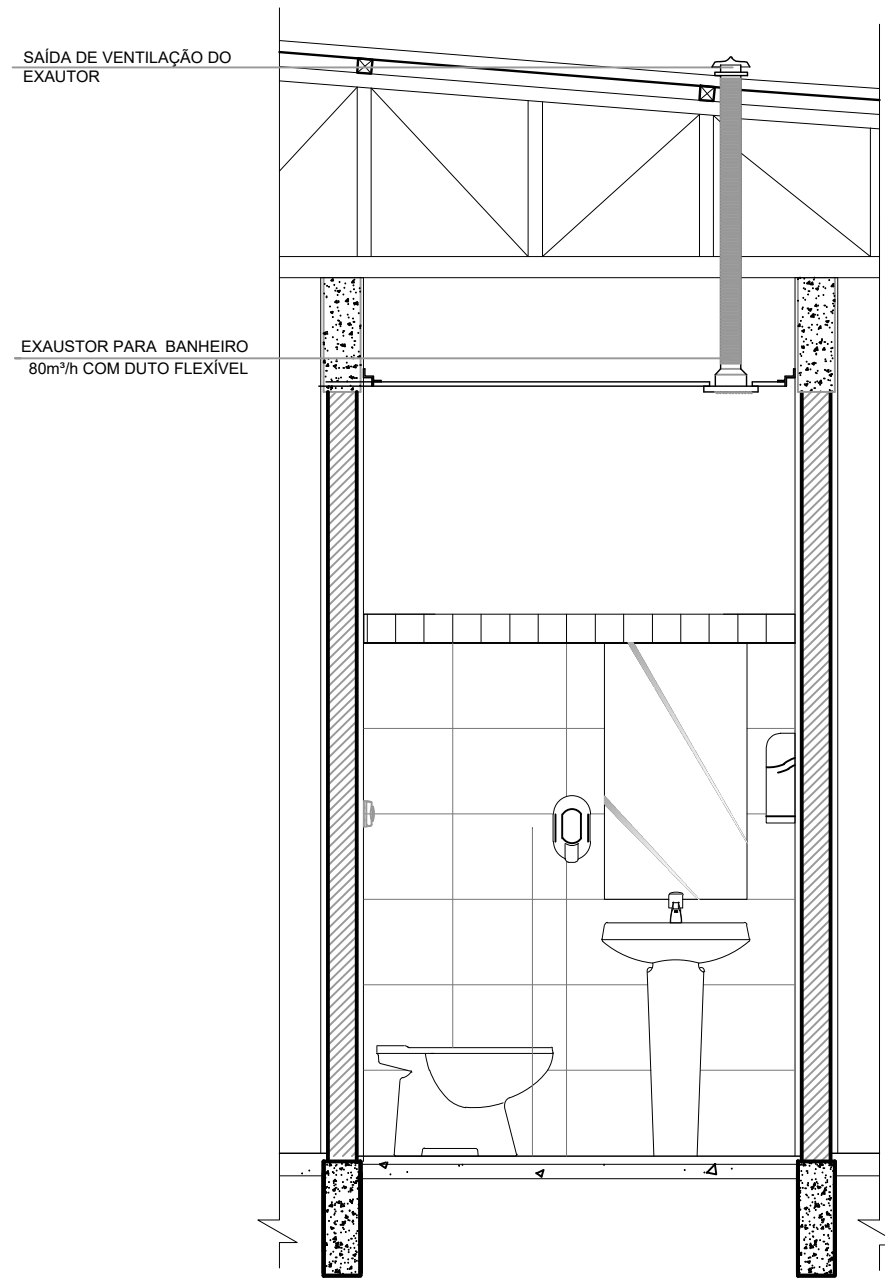 SAÍDA DE VENTILAÇÃO DO
EXAUTOR
EXAUSTOR PARA BANHEIRO
80m³/h COM DUTO FLEXÍVEL